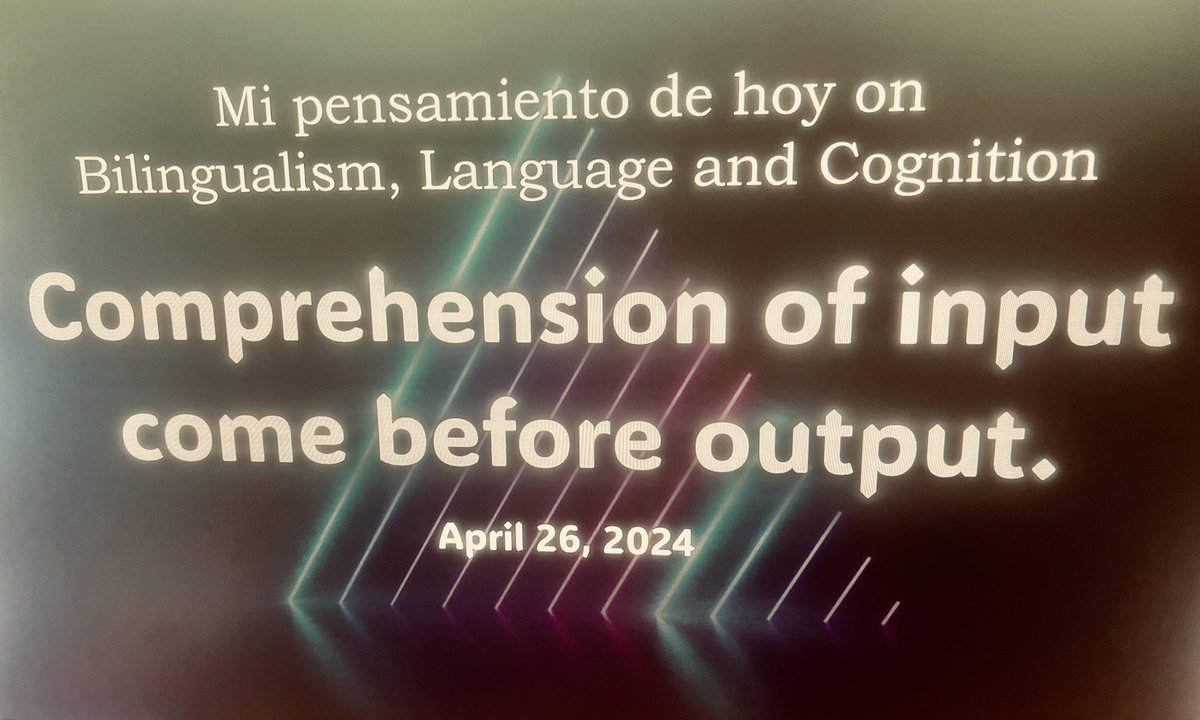 Mi pensamiento de hoy on
Bilingualism, Language and Cognition
Comprehension of input
come before output.
April 26, 2024